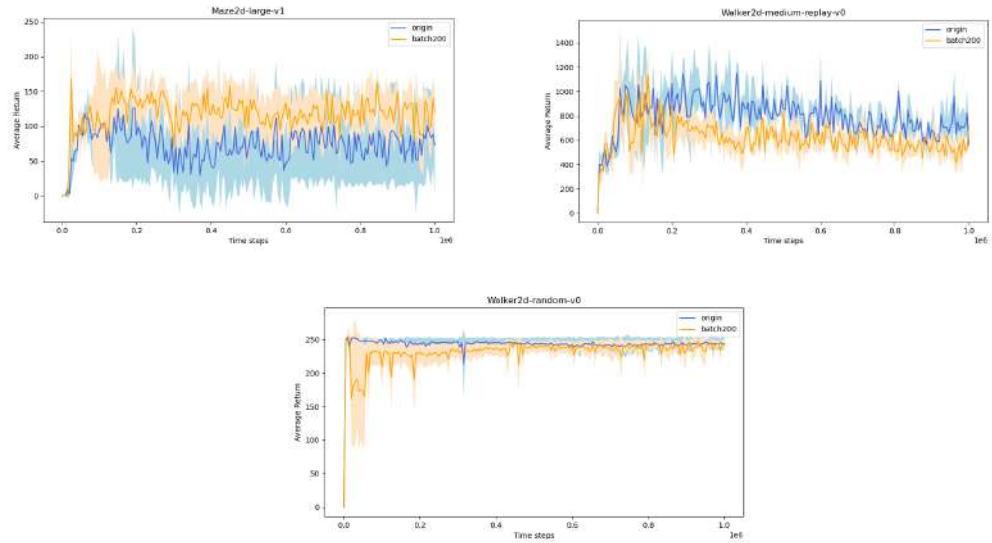 Maze2d-large-v1
origin
batch200
250
200
150
100
50
0
Average Return
0.0 0.2 0.4 0.6 0.8 1.0
Time steps
1e6
Walker2d-medium-replay-v0
origin
batch200
1400
1200
1000
800
600
400
200
0
Average Return
0.0 0.2 0.4 0.6 0.8 1.0
Time steps
1e6
Walker2d-random-v0
origin
batch200
250
200
150
100
50
0
Average Return
0.0 0.2 0.4 0.6 0.8 1.0
Time steps
1e6